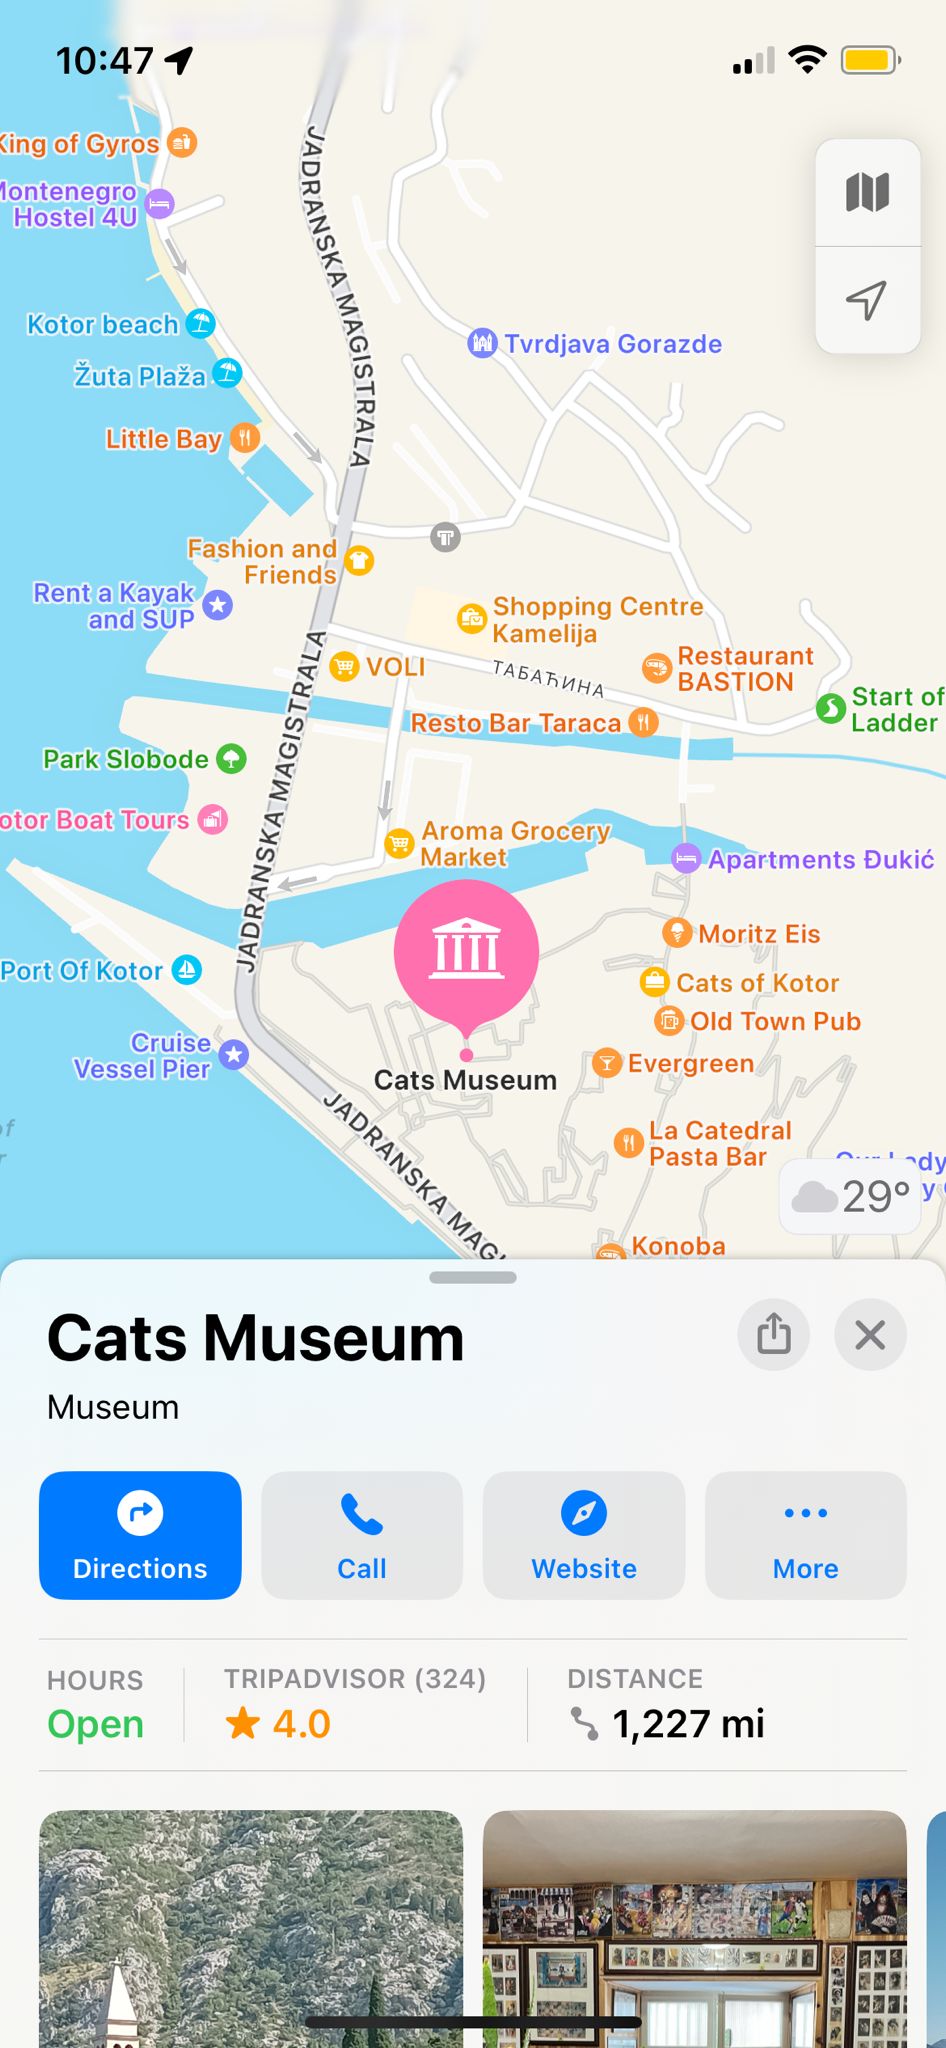 10:47
King of Gyros
Montenegro
Hostel 4U
JADRANSKA MAGISTRALA
Kotor beach
Tvrdjava Gorazde
Žuta Plaža
Little Bay
Fashion and
Friends
Rent a Kayak
and SUP
Shopping Centre
Kamelija
VOLI
ТАБАЋИНА
Restaurant
BASTION
Start of
Ladder
Resto Bar Taraca
JADRANSKA MAGISTRALA
Park Slobode
otor Boat Tours
Aroma Grocery
Market
Apartments Đukić
Moritz Eis
Port Of Kotor
Cats of Kotor
Old Town Pub
Cruise
Vessel Pier
Evergreen
Cats Museum
JADRANSKA MAGI
La Catedral
Pasta Bar
of
Our Lady
29°
Konoba
Cats Museum
Museum
Directions
Call
Website
More
HOURS
Open
TRIPADVISOR (324)
4.0
DISTANCE
1,227 mi